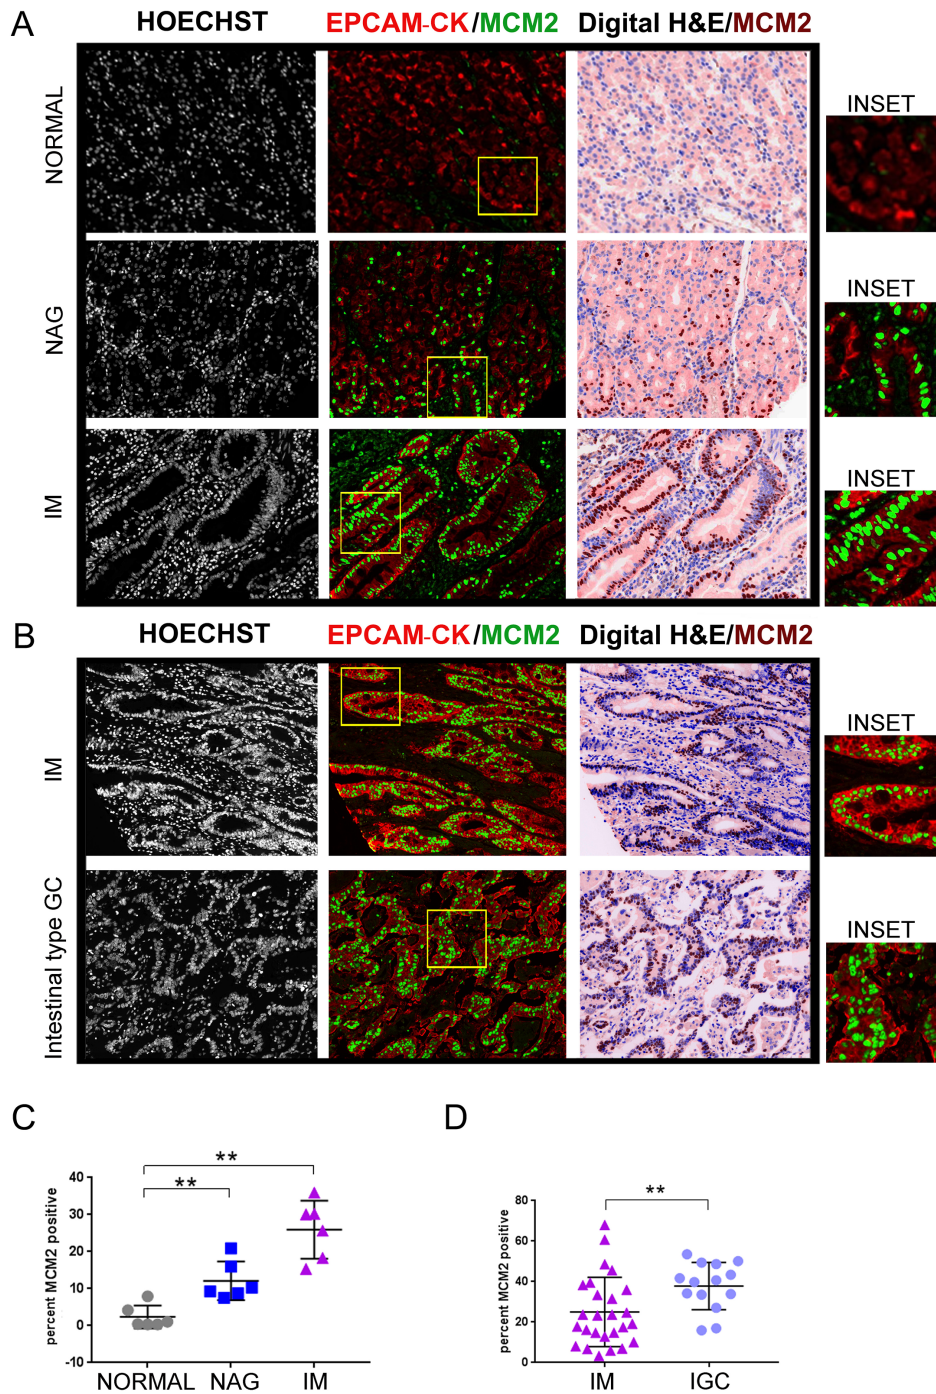 A
HOECHST EPCAM-CK/MCM2 Digital H&E/MCM2
NORMAL
INSET
NAG
INSET
IM
INSET
B
HOECHST EPCAM-CK/MCM2 Digital H&E/MCM2
IM
INSET
Intestinal type GC
INSET
C
percent MCM2 positive
40
30
20
10
0
-10
**
**
NORMAL NAG IM
D
percent MCM2 positive
80
60
40
20
0
**
IM IGC